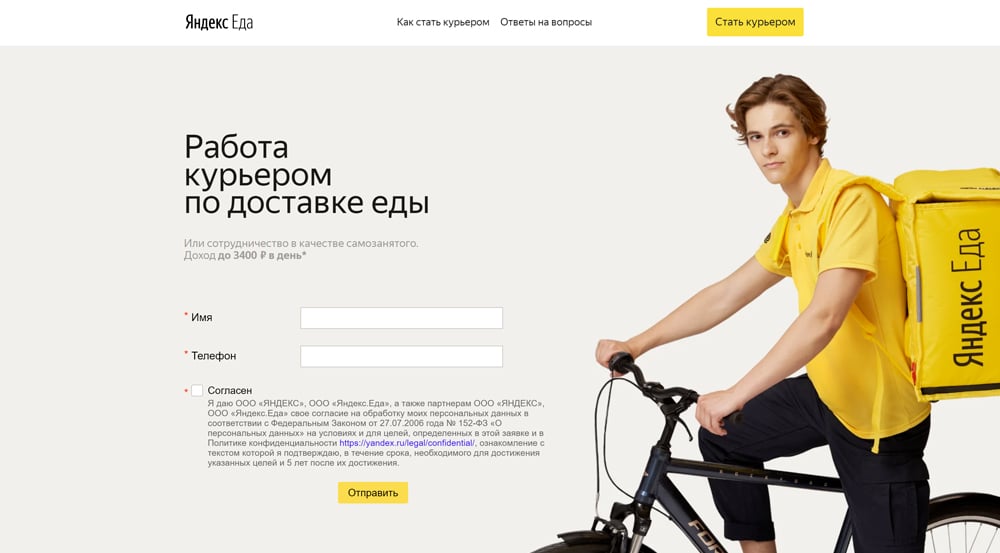 Яндекс Еда
Как стать курьером
Ответы на вопросы
Стать курьером
Работа
курьером
по доставке еды
Или сотрудничество в качестве самозанятого.
Доход до 3400 ₽ в день*
* Имя
* Телефон
* Согласен
Я даю ООО «ЯНДЕКС», ООО «Яндекс.Еда», а также партнерам ООО «ЯНДЕКС»,
ООО «Яндекс.Еда» свое согласие на обработку моих персональных данных в
соответствии с Федеральным Законом от 27.07.2006 года № 152-ФЗ «О
персональных данных» на условиях и для целей, определенных в этой заявке и в
Политике конфиденциальности https://yandex.ru/legal/confidential/, ознакомление с
текстом которой я подтверждаю, в течение срока, необходимого для достижения
указанных целей и 5 лет после их достижения.
Отправить
Яндекс Еда